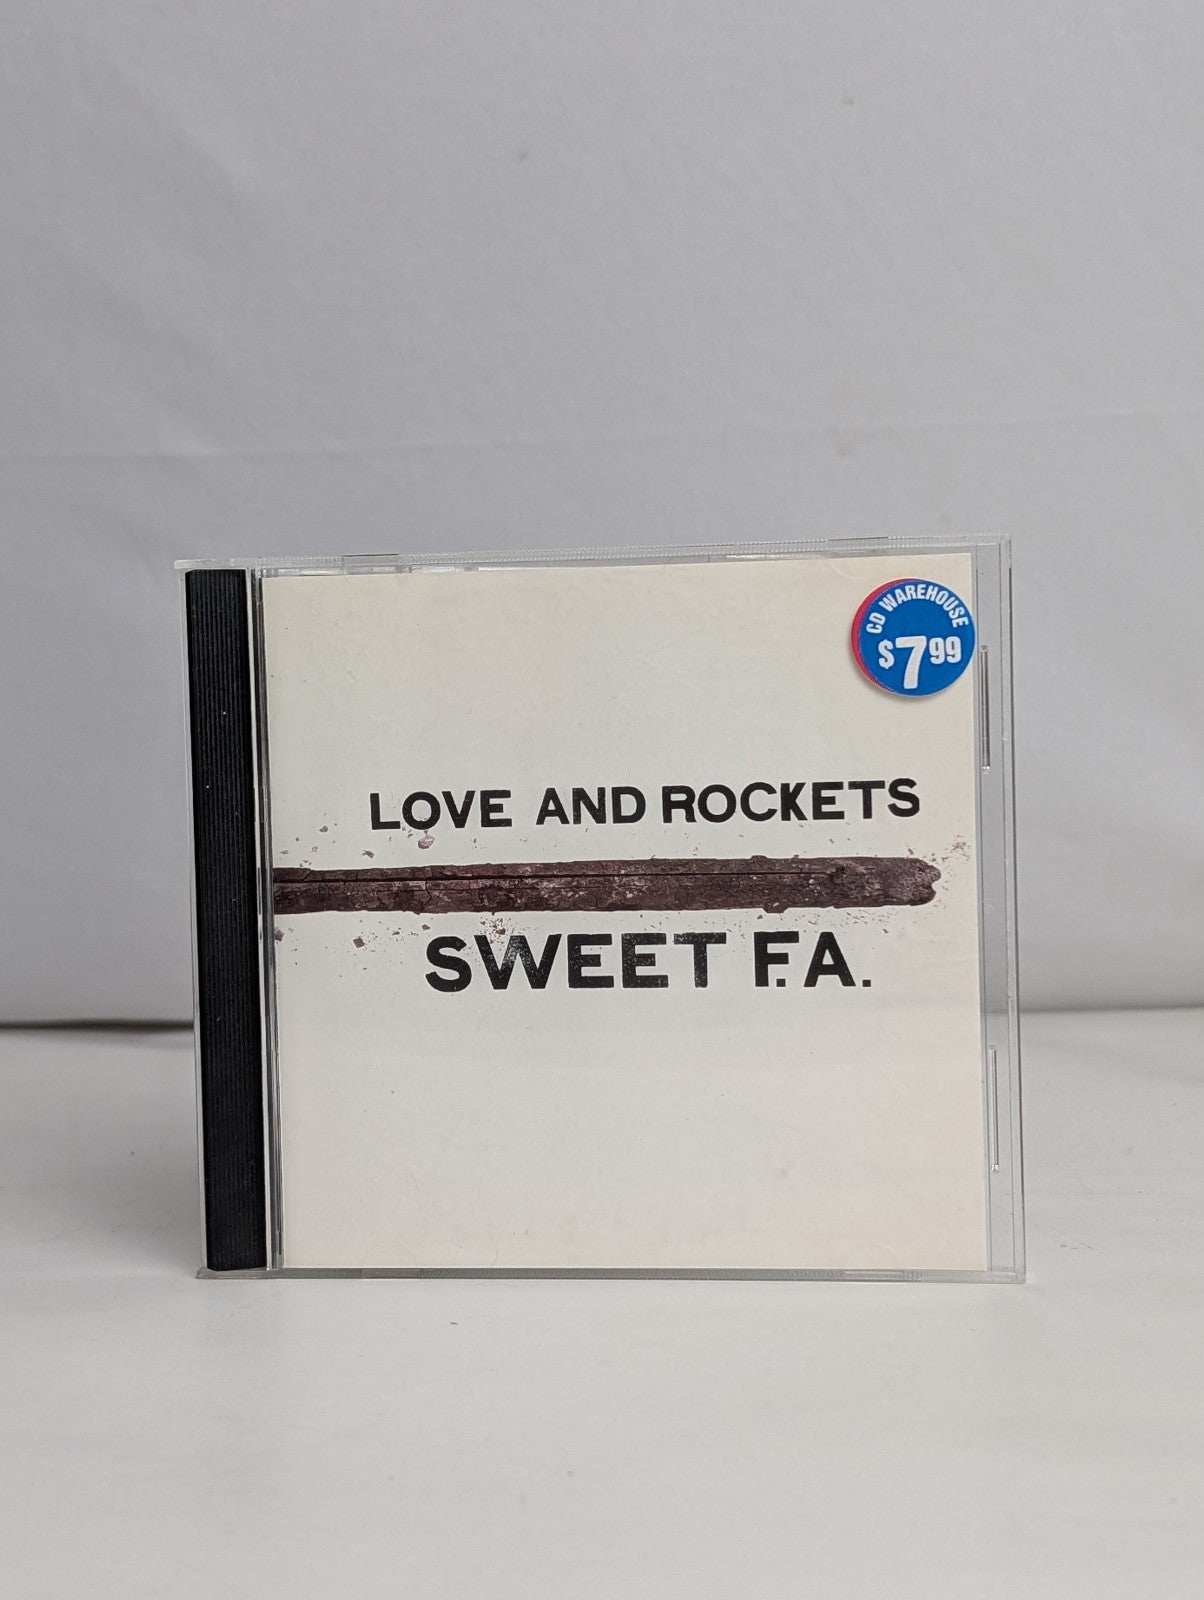 CD WAREHOUSE
$7.99
LOVE AND ROCKETS
SWEET F.A.